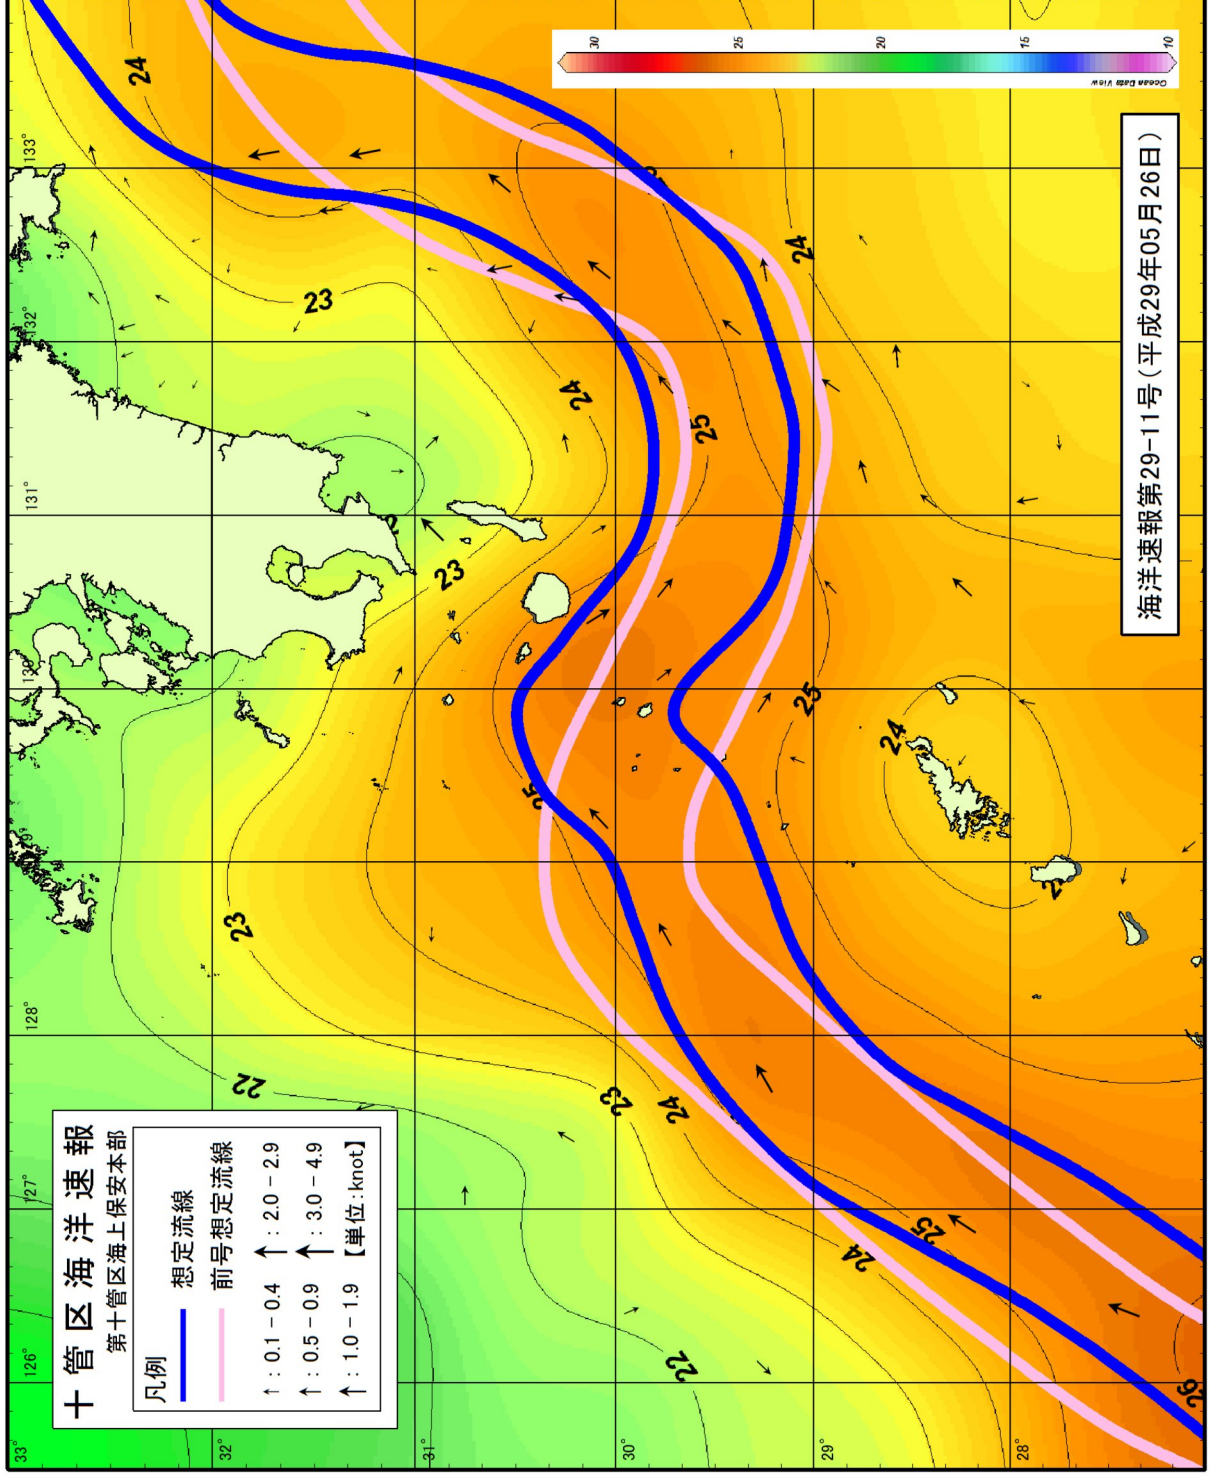 十管区海洋速報
第十管区海上保安本部
凡例
想定流線
前号想定流線
↑: 0.1 - 0.4
↑: 2.0 - 2.9
↑: 0.5 - 0.9
↑: 3.0 - 4.9
↑: 1.0 - 1.9
【単位:knot】
33°
32°
31°
30°
29°
28°
126°
127°
128°
130°
131°
132°
133°
22
22
23
23
23
23
24
24
24
24
24
24
25
25
25
25
26
30
25
20
15
10
Ocean Data View
海洋速報第29-11号(平成29年05月26日)